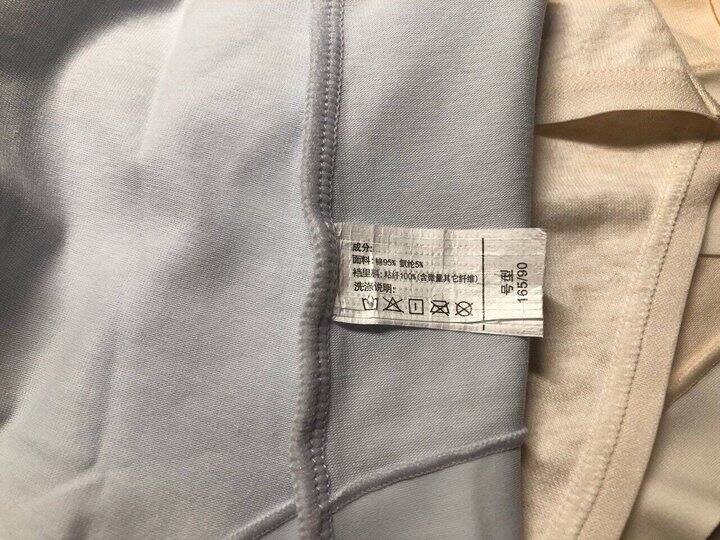 成分:
面料: 棉95% 氨纶5%
裆里料: 粘纤100%(含微量其它纤维)
洗涤说明:
号型
165/90